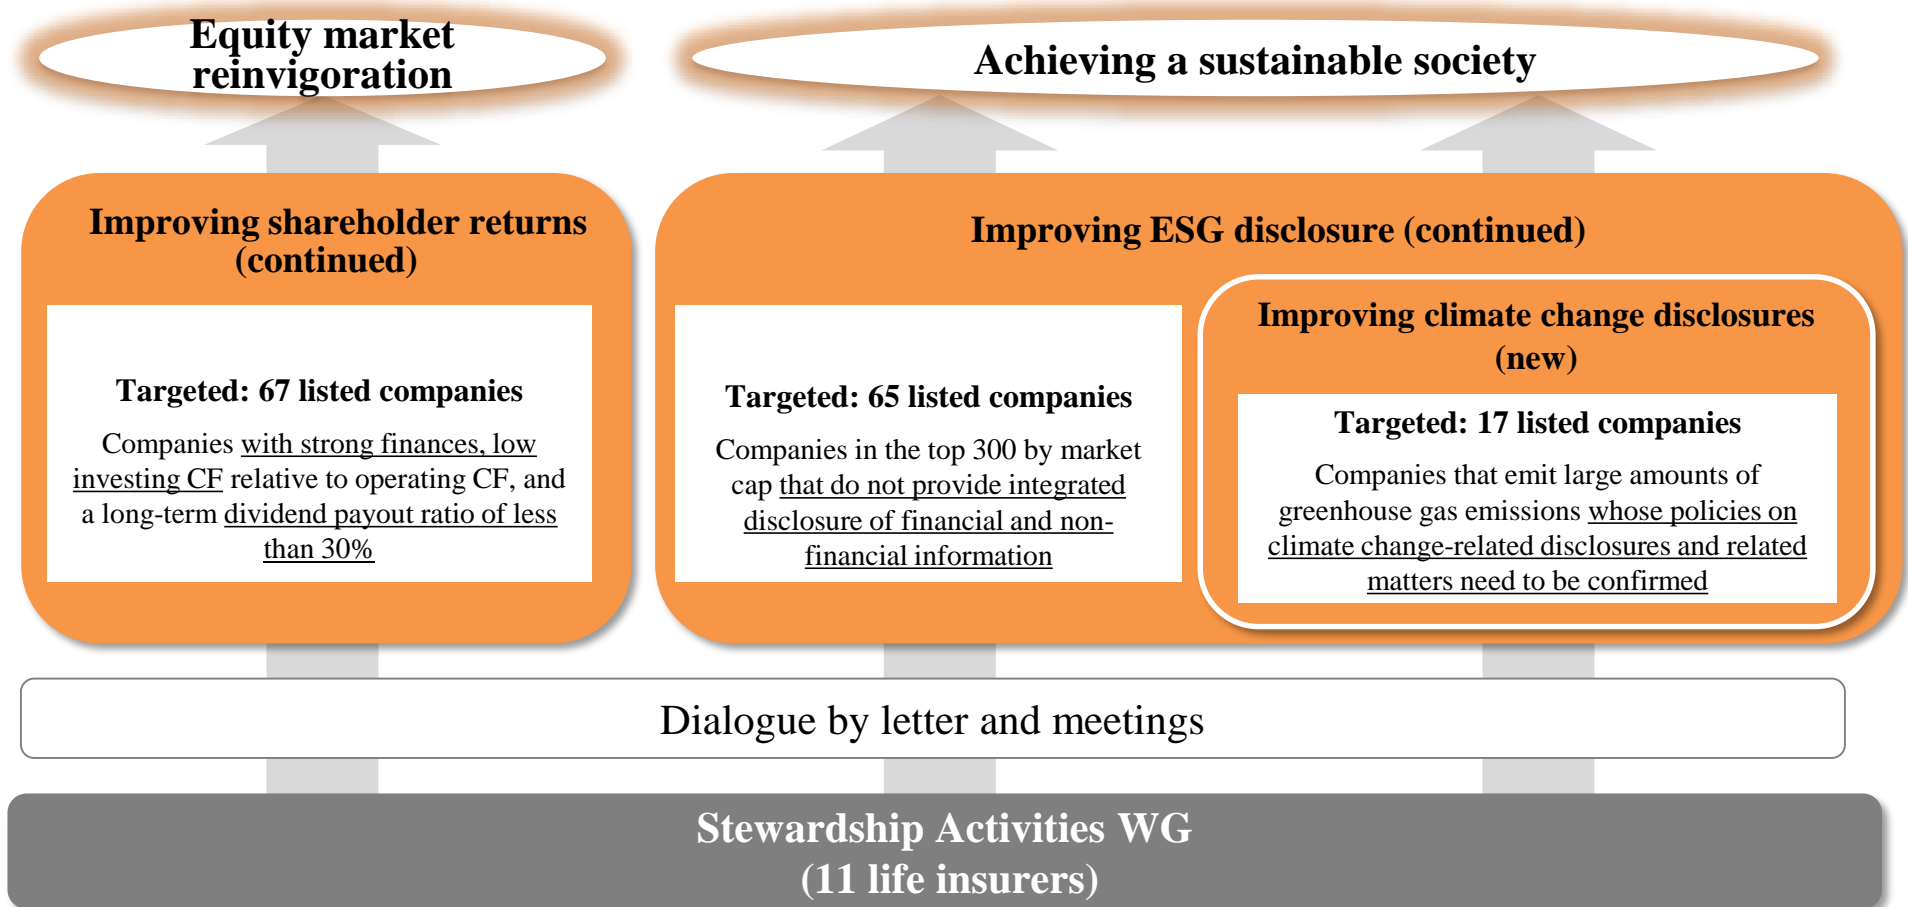 Equity market
reinvigoration
Achieving a sustainable society
Improving shareholder returns
(continued)
Targeted: 67 listed companies
Companies with strong finances, low
investing CF relative to operating CF, and
a long-term dividend payout ratio of less
than 30%
Improving ESG disclosure (continued)
Targeted: 65 listed companies
Companies in the top 300 by market
cap that do not provide integrated
disclosure of financial and non-
financial information
Improving climate change disclosures
(new)
Targeted: 17 listed companies
Companies that emit large amounts of
greenhouse gas emissions whose policies on
climate change-related disclosures and related
matters need to be confirmed
Dialogue by letter and meetings
Stewardship Activities WG
(11 life insurers)